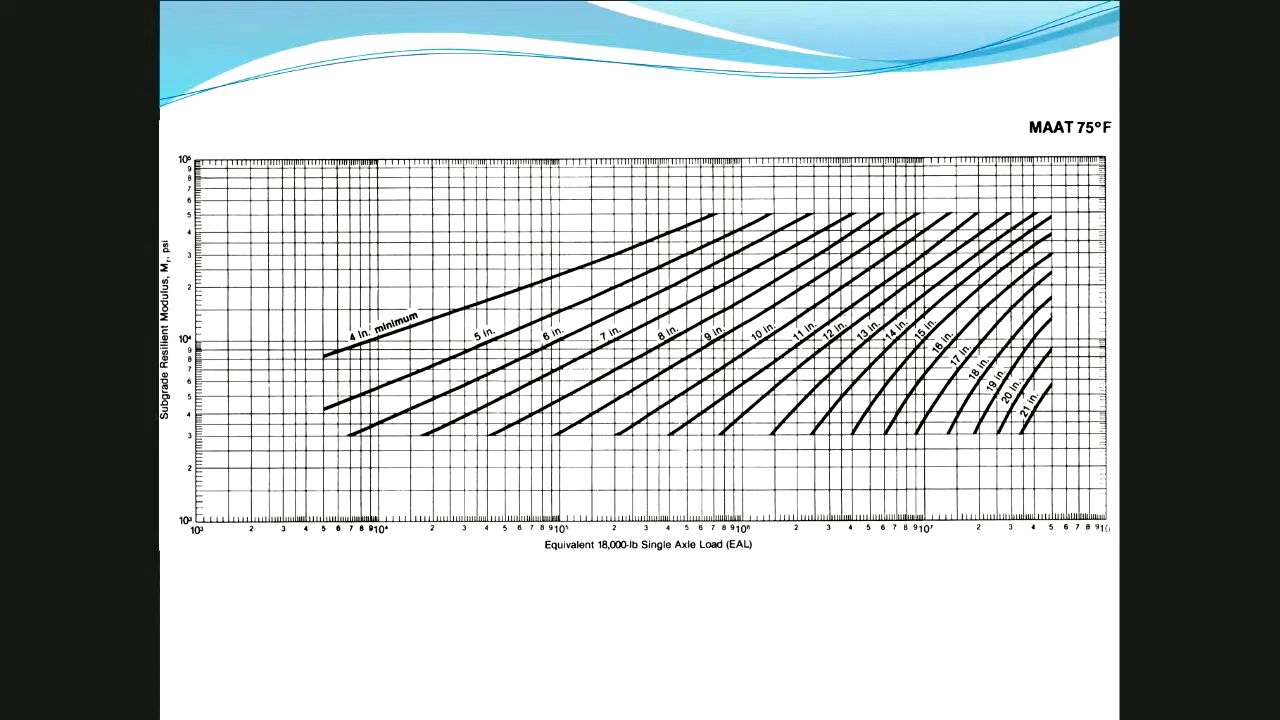 MAAT 75°F
10⁵
9
8
7
6
5
4
3
2
10⁴
9
8
7
6
5
4
3
2
10³
Subgrade Resilient Modulus, Mr, psi
4 in. minimum
5 in.
6 in.
7 in.
8 in.
9 in.
10 in.
11 in.
12 in.
13 in.
14 in.
15 in.
16 in.
17 in.
18 in.
19 in.
20 in.
21 in.
10³ 2 3 4 5 6 7 8 9 10⁴ 2 3 4 5 6 7 8 9 10⁵ 2 3 4 5 6 7 8 9 10⁶ 2 3 4 5 6 7 8 9 10⁷ 2 3 4 5 6 7 8 9 10
Equivalent 18,000-lb Single Axle Load (EAL)